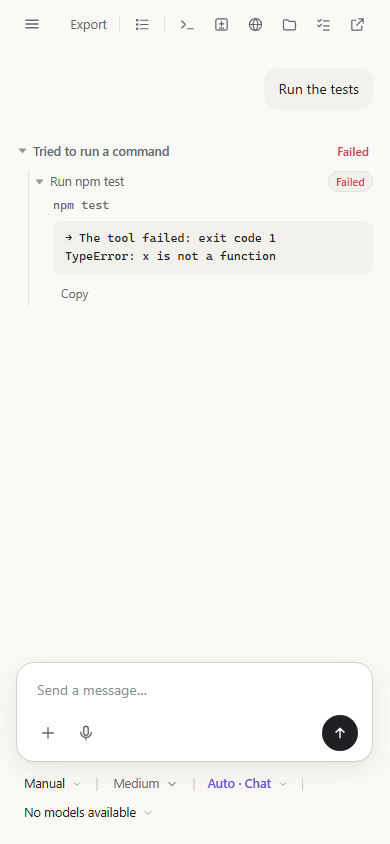 Export
Run the tests
Tried to run a command
Failed
Run npm test
Failed
npm test
→ The tool failed: exit code 1
TypeError: x is not a function
Copy
Send a message...
Manual
Medium
Auto · Chat
No models available